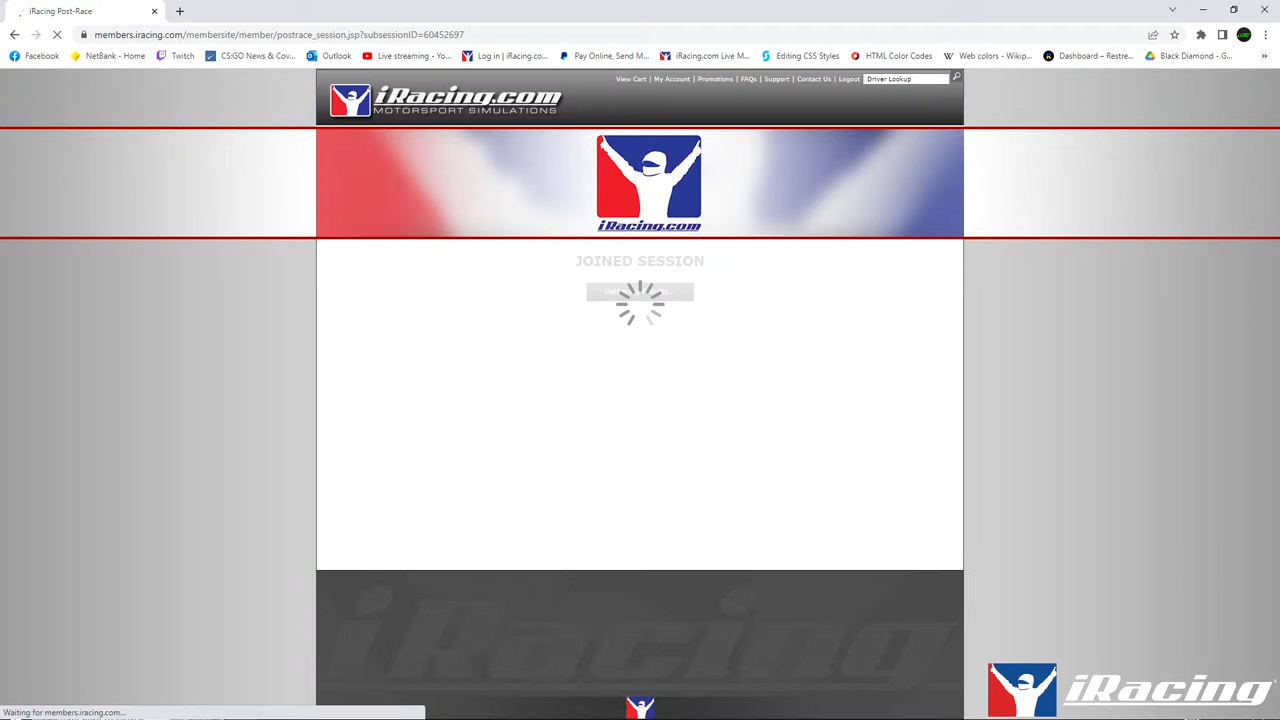 iRacing Post-Race
members.iracing.com/membersite/member/postrace_session.jsp?subsessionID=60452697
Facebook NetBank - Home Twitch CS:GO News & Cov... Outlook Live streaming - Yo... Log in | iRacing.co... Pay Online, Send M... iRacing.com Live M... Editing CSS Styles HTML Color Codes Web colors - Wikip... Dashboard – Restre... Black Diamond - G... »
View Cart | My Account | Promotions | FAQs | Support | Contact Us | Logout Driver Lookup
iRacing.com
MOTORSPORT SIMULATIONS
iRacing.com
JOINED SESSION
iRacing
iRacing
Waiting for members.iracing.com...